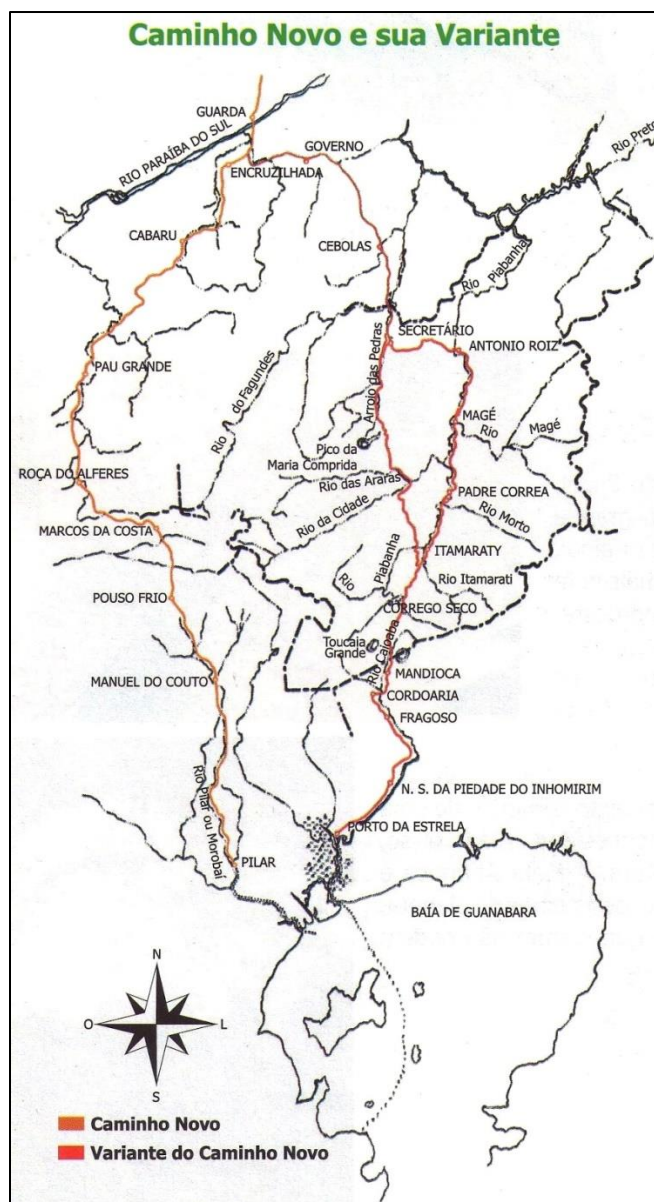 Caminho Novo e sua Variante
GUARDA
RIO PARAÍBA DO SUL
GOVERNO
Rio Preto
ENCRUZILHADA
CABARU
CEBOLAS
Rio Piabanha
SECRETÁRIO
ANTONIO ROIZ
PAU GRANDE
Rio do Fagundes
Arroio das Pedras
MAGÉ
Rio Magé
Pico da
Maria Comprida
ROÇA DO ALFERES
Rio das Araras
PADRE CORREA
MARCOS DA COSTA
Rio da Cidade
Rio Morto
ITAMARATY
Rio Piabanha
Rio Itamarati
POUSO FRIO
CÓRREGO SECO
Toucaia
Grande
Rio Caioaba
MANDIOCA
MANUEL DO COUTO
CORDOARIA
FRAGOSO
N. S. DA PIEDADE DO INHOMIRIM
Rio Pilar ou Morobaí
PORTO DA ESTRELA
PILAR
BAÍA DE GUANABARA
N
O
L
S
Caminho Novo
Variante do Caminho Novo